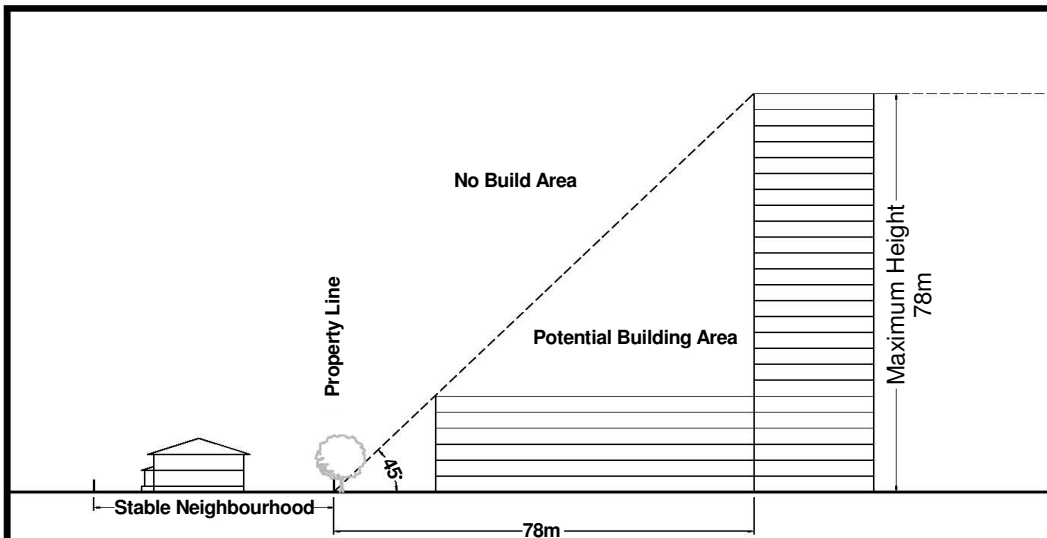 No Build Area
Property Line
Potential Building Area
Maximum Height
78m
45°
Stable Neighbourhood
78m